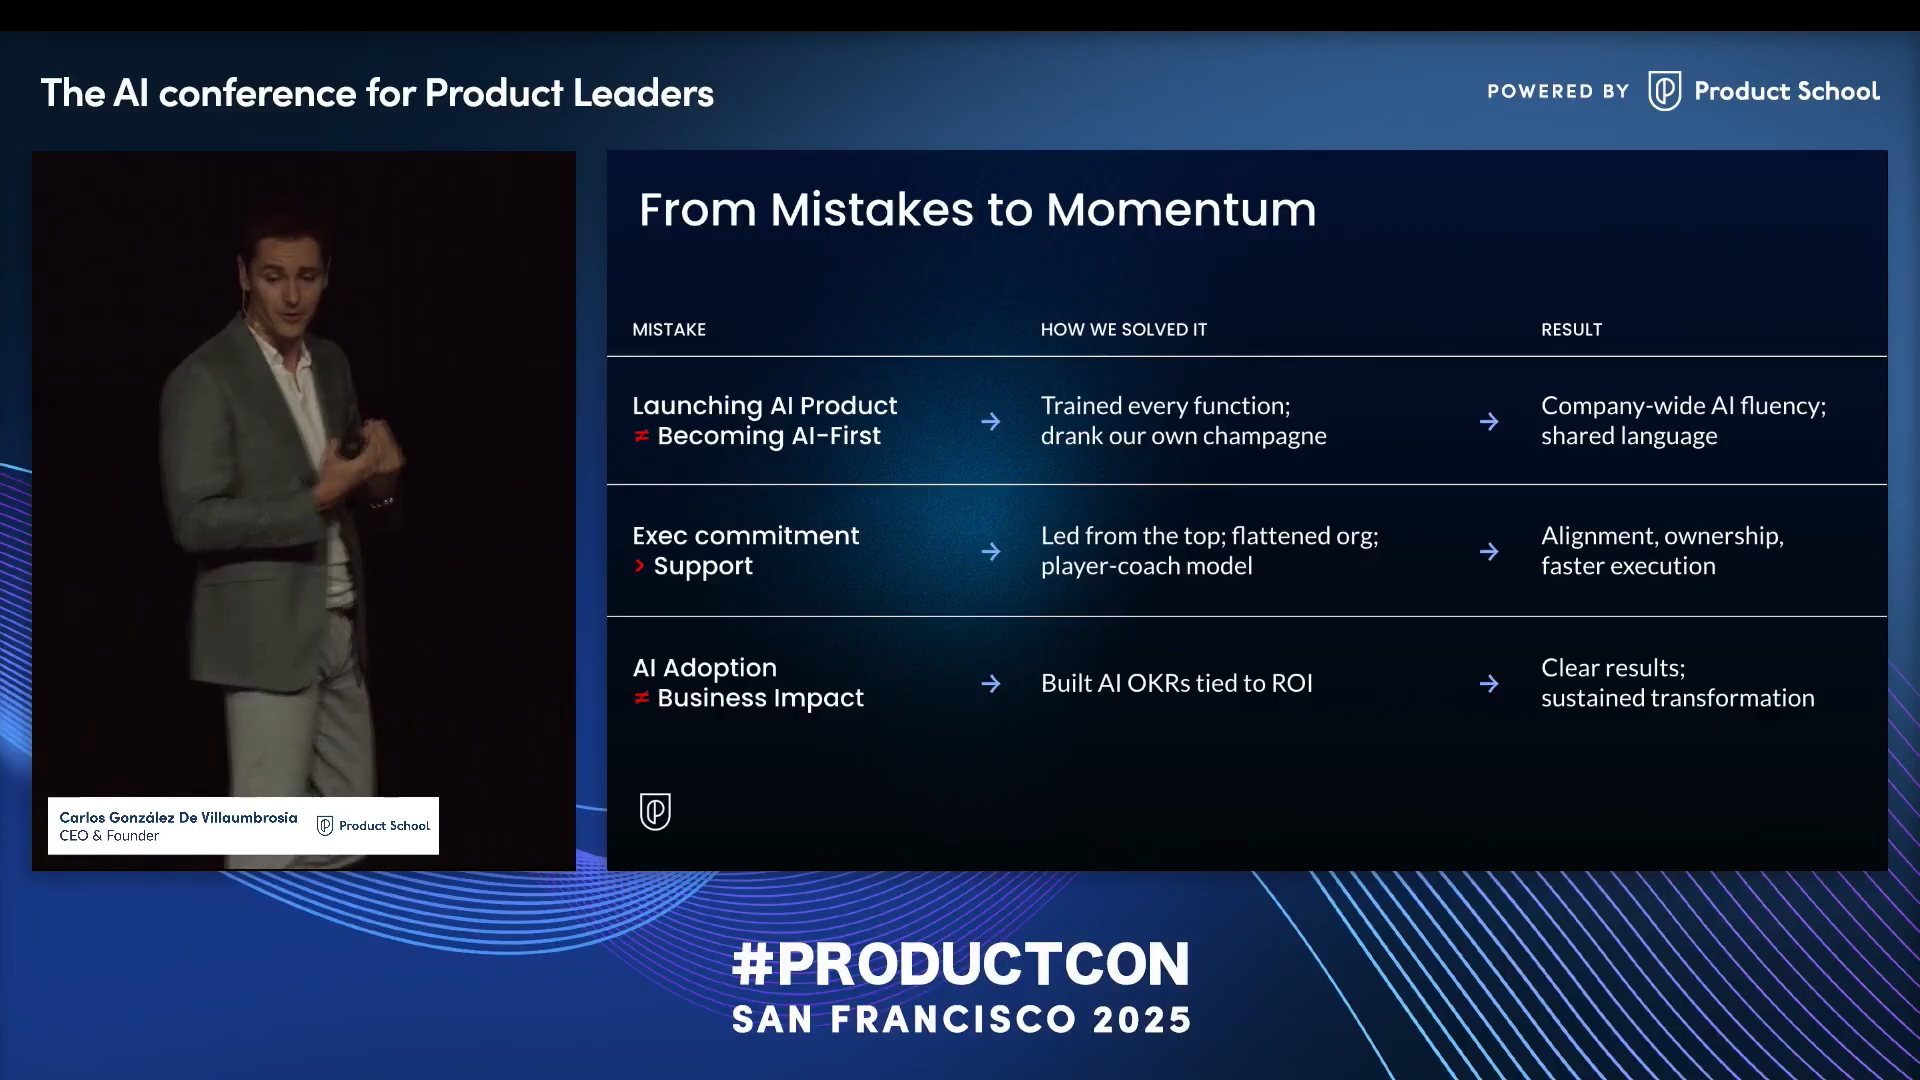 The AI conference for Product Leaders
POWERED BY Product School
From Mistakes to Momentum
MISTAKE
HOW WE SOLVED IT
RESULT
Launching AI Product
≠ Becoming AI-First
Trained every function;
drank our own champagne
Company-wide AI fluency;
shared language
Exec commitment
> Support
Led from the top; flattened org;
player-coach model
Alignment, ownership,
faster execution
AI Adoption
≠ Business Impact
Built AI OKRs tied to ROI
Clear results;
sustained transformation
Carlos González De Villaumbrosia
CEO & Founder
Product School
#PRODUCTCON
SAN FRANCISCO 2025